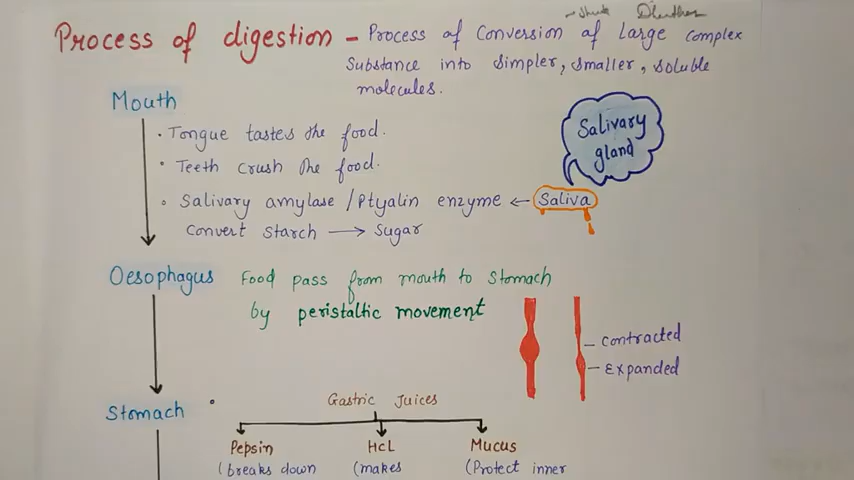 Process of digestion - Process of Conversion of Large complex
Substance into simpler, smaller, soluble
molecules.
Mouth
• Tongue tastes the food.
• Teeth crush the food.
• Salivary amylase / Ptyalin enzyme ← Saliva
Convert starch → Sugar
Salivary
gland
Oesophagus Food pass from mouth to Stomach
by peristaltic movement
contracted
Expanded
Stomach •
Gastric Juices
Pepsin HcL Mucus
(breaks down (makes (Protect inner